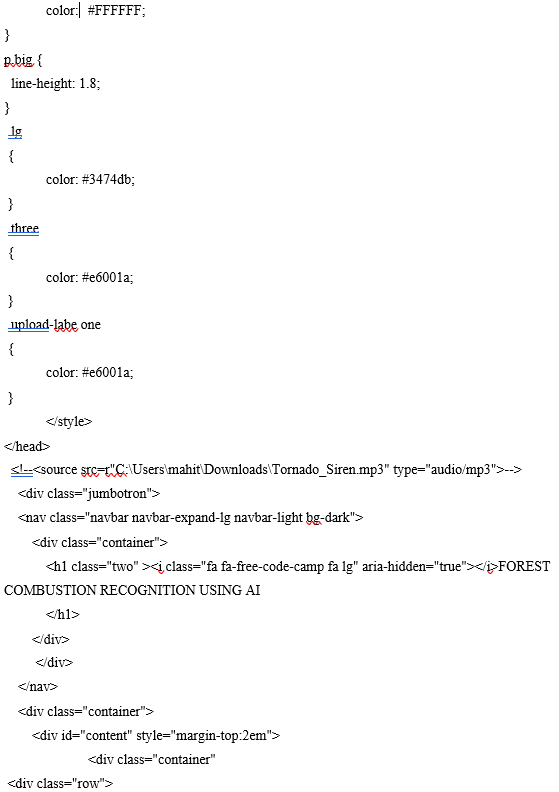 color: #FFFFFF;
}
p.big {
line-height: 1.8;
}
.lg
{
color: #3474db;
}
.three
{
color: #e6001a;
}
.upload-labe.one
{
color: #e6001a;
}
</style>
</head>
<!--<source src=r"C:\Users\mahit\Downloads\Tornado_Siren.mp3" type="audio/mp3">-->
<div class="jumbotron">
<nav class="navbar navbar-expand-lg navbar-light bg-dark">
<div class="container">
<h1 class="two" ><i class="fa fa-free-code-camp fa lg" aria-hidden="true"></i>FOREST
COMBUSTION RECOGNITION USING AI
</h1>
</div>
</div>
</nav>
<div class="container">
<div id="content" style="margin-top:2em">
<div class="container"
<div class="row">